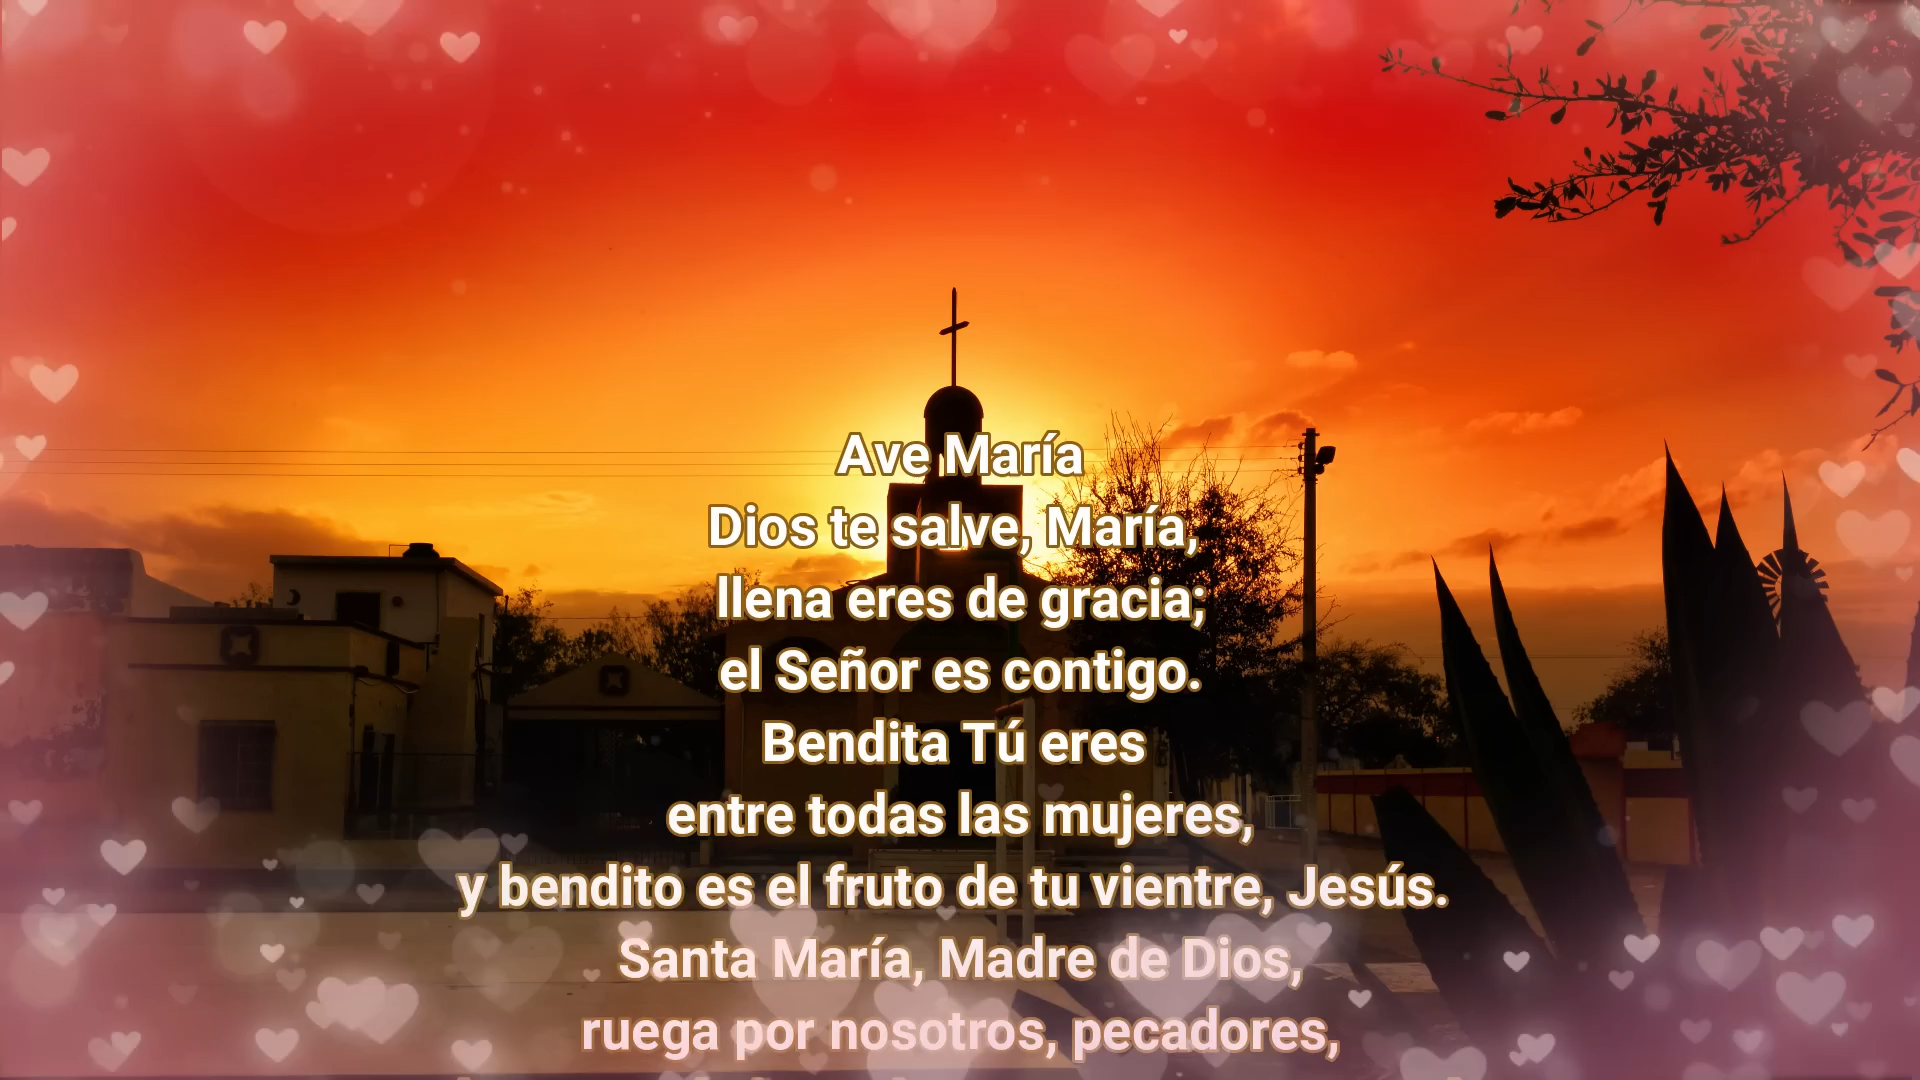 Ave María
Dios te salve, María,
llena eres de gracia;
el Señor es contigo.
Bendita Tú eres
entre todas las mujeres,
y bendito es el fruto de tu vientre, Jesús.
Santa María, Madre de Dios,
ruega por nosotros, pecadores,